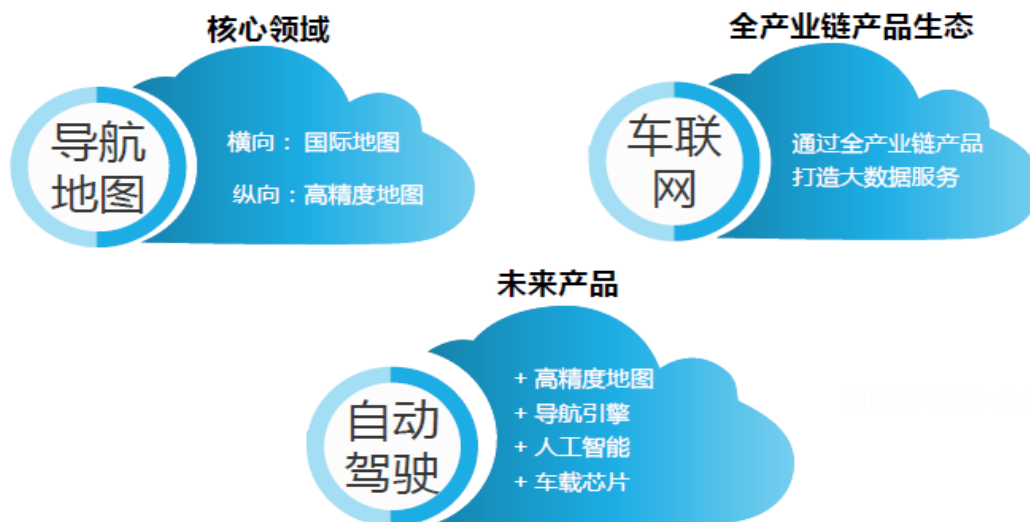 核心领域
导航
地图
横向： 国际地图
纵向：高精度地图
全产业链产品生态
车联
网
通过全产业链产品
打造大数据服务
未来产品
自动
驾驶
+ 高精度地图
+ 导航引擎
+ 人工智能
+ 车载芯片